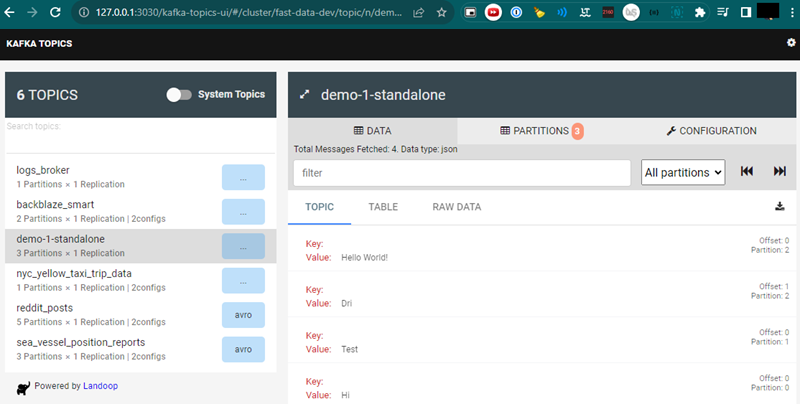 127.0.0.1:3030/kafka-topics-ui/#/cluster/fast-data-dev/topic/n/dem...
KAFKA TOPICS
6 TOPICS
System Topics
Search topics:
logs_broker
1 Partitions × 1 Replication
...
backblaze_smart
2 Partitions × 1 Replication | 2configs
...
demo-1-standalone
3 Partitions × 1 Replication
...
nyc_yellow_taxi_trip_data
1 Partitions × 1 Replication | 2configs
...
reddit_posts
5 Partitions × 1 Replication | 2configs
avro
sea_vessel_position_reports
3 Partitions × 1 Replication | 2configs
avro
Powered by Landoop
demo-1-standalone
DATA PARTITIONS 3 CONFIGURATION
Total Messages Fetched: 4. Data type: json
filter
All partitions
TOPIC TABLE RAW DATA
Key:
Value: Hello World!
Offset: 0
Partition: 2
Key:
Value: Dri
Offset: 1
Partition: 2
Key:
Value: Test
Offset: 0
Partition: 1
Key:
Value: Hi
Offset: 0
Partition: 0